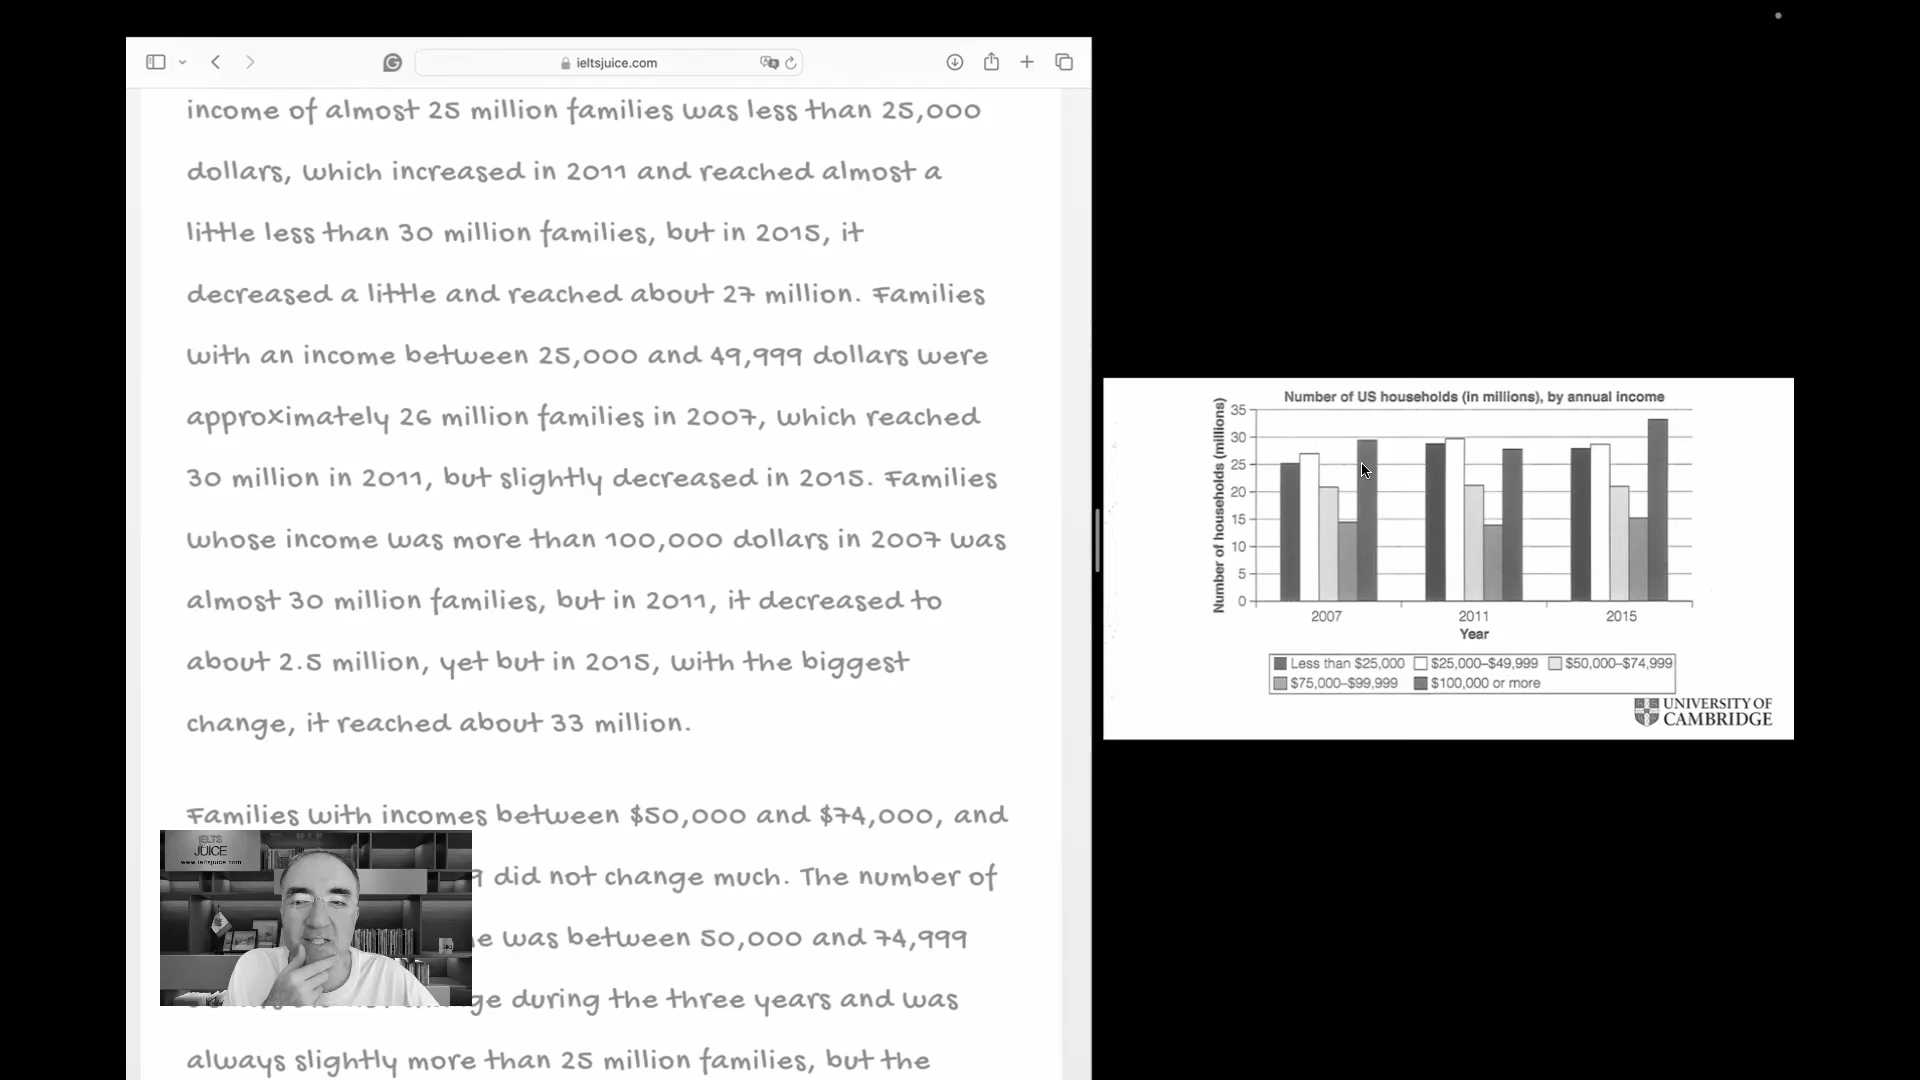 ieltsjuice.com
income of almost 25 million families was less than 25,000
dollars, which increased in 2011 and reached almost a
little less than 30 million families, but in 2015, it
decreased a little and reached about 27 million. Families
with an income between 25,000 and 49,999 dollars were
approximately 26 million families in 2007, which reached
30 million in 2011, but slightly decreased in 2015. Families
whose income was more than 100,000 dollars in 2007 was
almost 30 million families, but in 2011, it decreased to
about 2.5 million, yet but in 2015, with the biggest
change, it reached about 33 million.
Families with incomes between $50,000 and $74,000, and
9 did not change much. The number of
e was between 50,000 and 74,999
ge during the three years and was
always slightly more than 25 million families, but the
IELTS
JUICE
www.ieltsjuice.com
Number of US households (in millions), by annual income
Number of households (millions)
35
30
25
20
15
10
5
0
2007 2011 2015
Year
Less than $25,000 $25,000–$49,999 $50,000–$74,999
$75,000–$99,999 $100,000 or more
UNIVERSITY OF
CAMBRIDGE